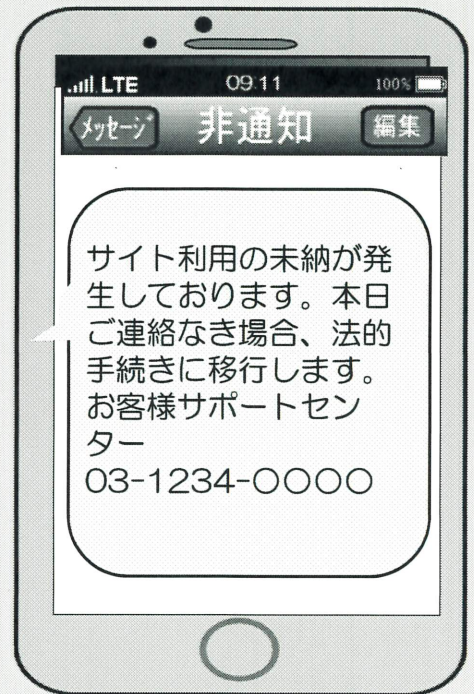 LTE 09:11 100%
メッセージ 非通知 編集
サイト利用の未納が発
生しております。本日
ご連絡なき場合、法的
手続きに移行します。
お客様サポートセン
ター
03-1234-○○○○